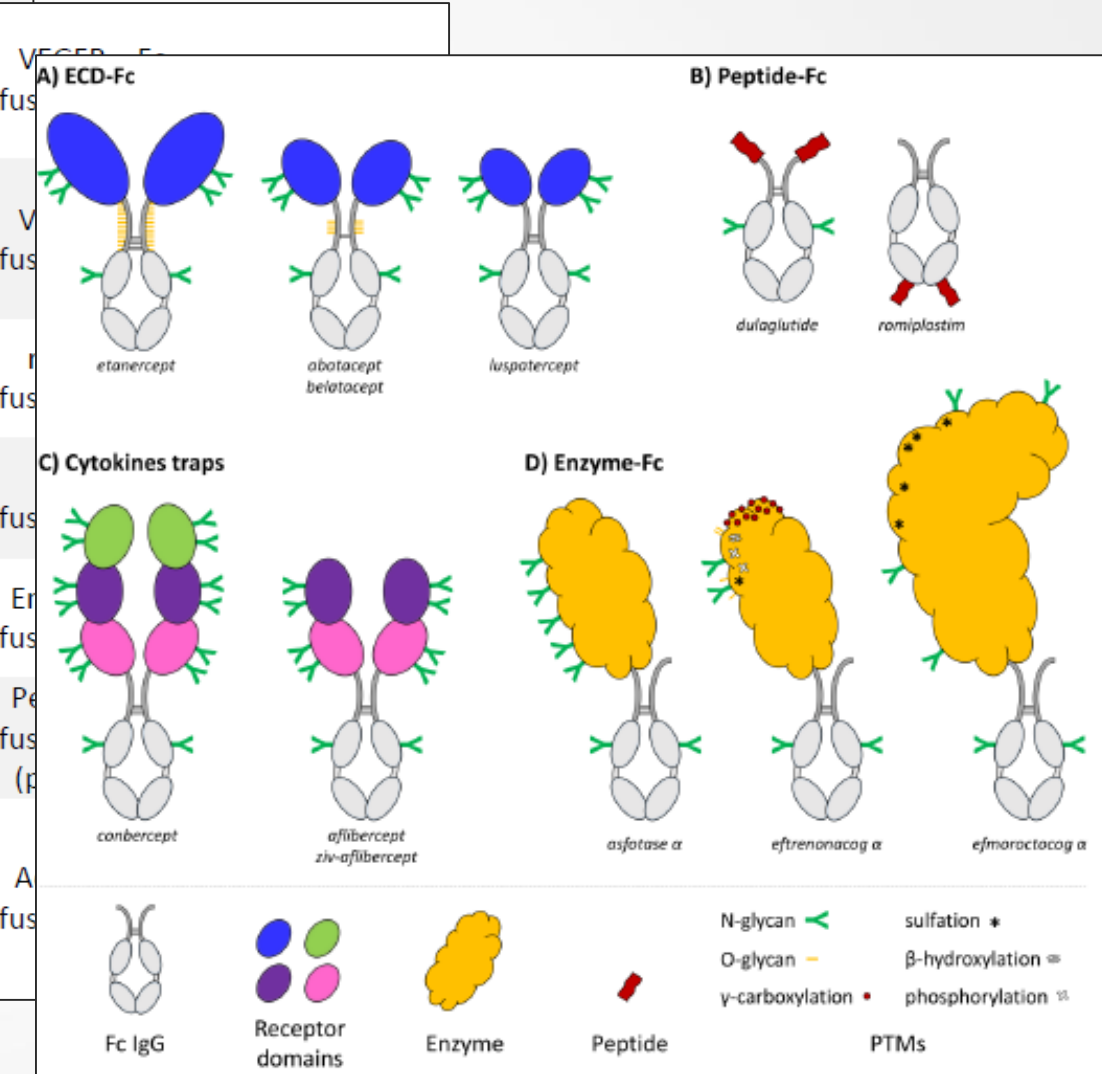 A) ECD-Fc
B) Peptide-Fc
etanercept
abatacept
belatacept
luspatercept
dulaglutide
romiplostim
C) Cytokines traps
D) Enzyme-Fc
conbercept
aflibercept
ziv-aflibercept
asfotase α
eftrenonacog α
efmoroctocog α
Fc IgG
Receptor
domains
Enzyme
Peptide
N-glycan
O-glycan
γ-carboxylation
sulfation *
β-hydroxylation
phosphorylation
PTMs
fus
fus
fus
fus
fus
fus
fus